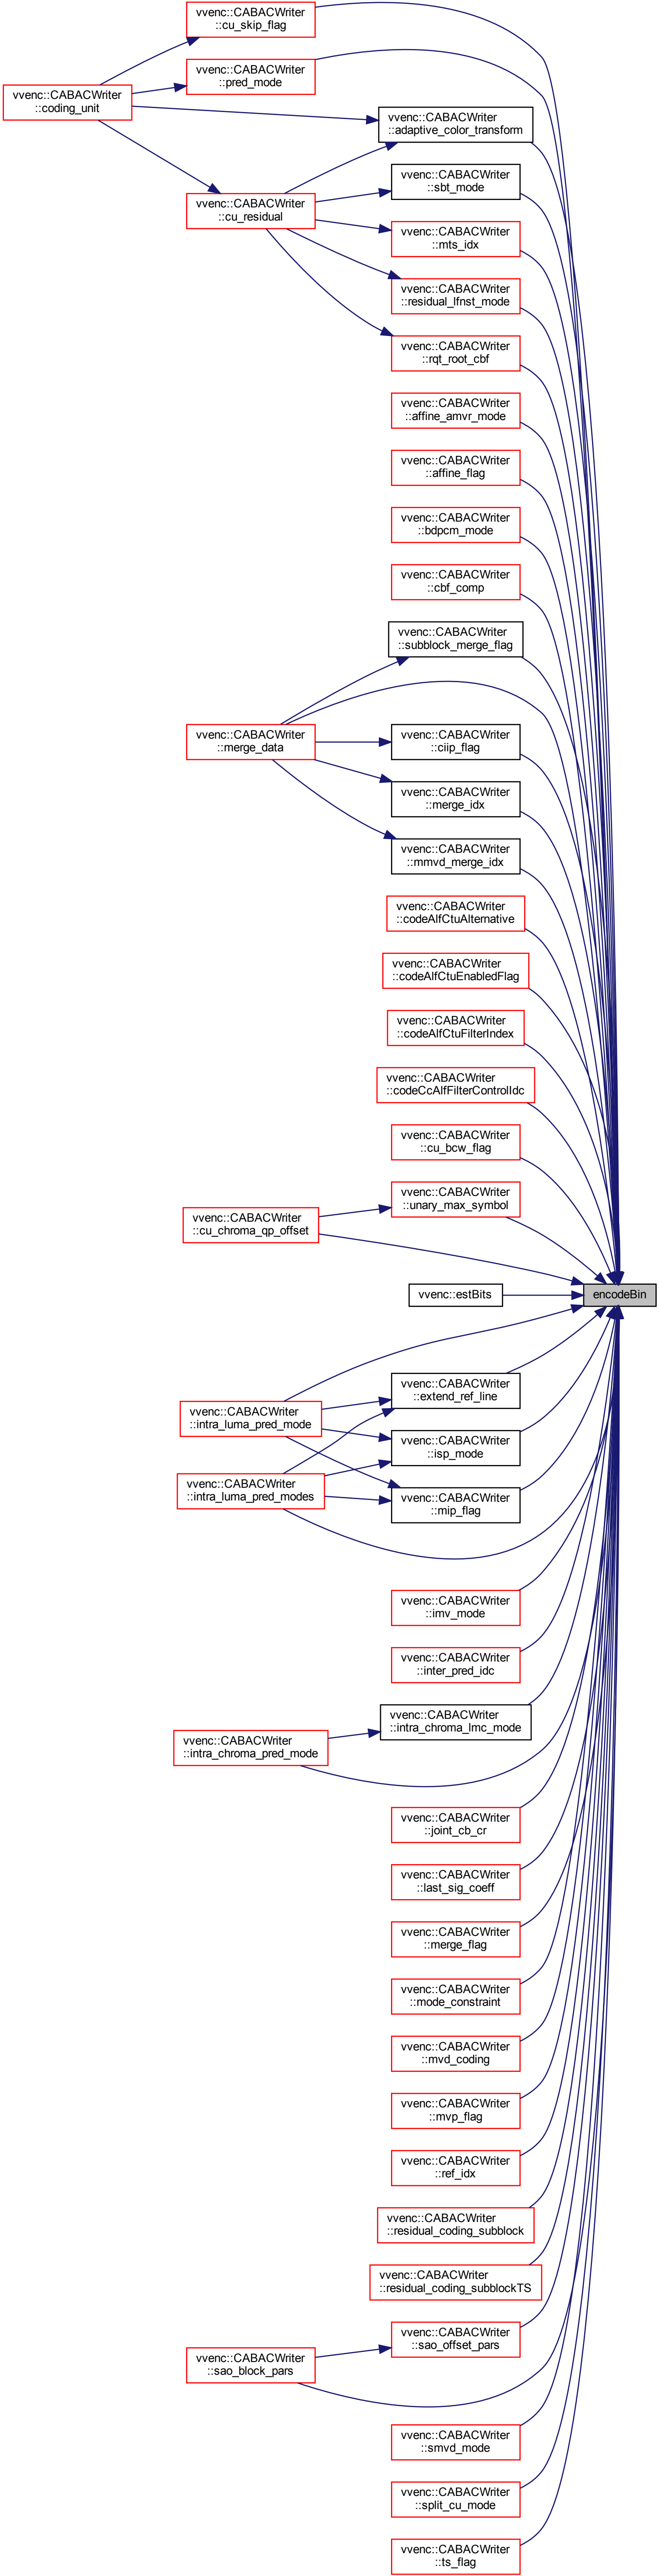 vvenc::CABACWriter
::cu_skip_flag
vvenc::CABACWriter
::pred_mode
vvenc::CABACWriter
::coding_unit
vvenc::CABACWriter
::adaptive_color_transform
vvenc::CABACWriter
::sbt_mode
vvenc::CABACWriter
::cu_residual
vvenc::CABACWriter
::mts_idx
vvenc::CABACWriter
::residual_lfnst_mode
vvenc::CABACWriter
::rqt_root_cbf
vvenc::CABACWriter
::affine_amvr_mode
vvenc::CABACWriter
::affine_flag
vvenc::CABACWriter
::bdpcm_mode
vvenc::CABACWriter
::cbf_comp
vvenc::CABACWriter
::subblock_merge_flag
vvenc::CABACWriter
::merge_data
vvenc::CABACWriter
::ciip_flag
vvenc::CABACWriter
::merge_idx
vvenc::CABACWriter
::mmvd_merge_idx
vvenc::CABACWriter
::codeAlfCtuAlternative
vvenc::CABACWriter
::codeAlfCtuEnabledFlag
vvenc::CABACWriter
::codeAlfCtuFilterIndex
vvenc::CABACWriter
::codeCcAlfFilterControlIdc
vvenc::CABACWriter
::cu_bcw_flag
vvenc::CABACWriter
::unary_max_symbol
vvenc::CABACWriter
::cu_chroma_qp_offset
vvenc::estBits
encodeBin
vvenc::CABACWriter
::extend_ref_line
vvenc::CABACWriter
::intra_luma_pred_mode
vvenc::CABACWriter
::isp_mode
vvenc::CABACWriter
::intra_luma_pred_modes
vvenc::CABACWriter
::mip_flag
vvenc::CABACWriter
::imv_mode
vvenc::CABACWriter
::inter_pred_idc
vvenc::CABACWriter
::intra_chroma_lmc_mode
vvenc::CABACWriter
::intra_chroma_pred_mode
vvenc::CABACWriter
::joint_cb_cr
vvenc::CABACWriter
::last_sig_coeff
vvenc::CABACWriter
::merge_flag
vvenc::CABACWriter
::mode_constraint
vvenc::CABACWriter
::mvd_coding
vvenc::CABACWriter
::mvp_flag
vvenc::CABACWriter
::ref_idx
vvenc::CABACWriter
::residual_coding_subblock
vvenc::CABACWriter
::residual_coding_subblockTS
vvenc::CABACWriter
::sao_offset_pars
vvenc::CABACWriter
::sao_block_pars
vvenc::CABACWriter
::smvd_mode
vvenc::CABACWriter
::split_cu_mode
vvenc::CABACWriter
::ts_flag